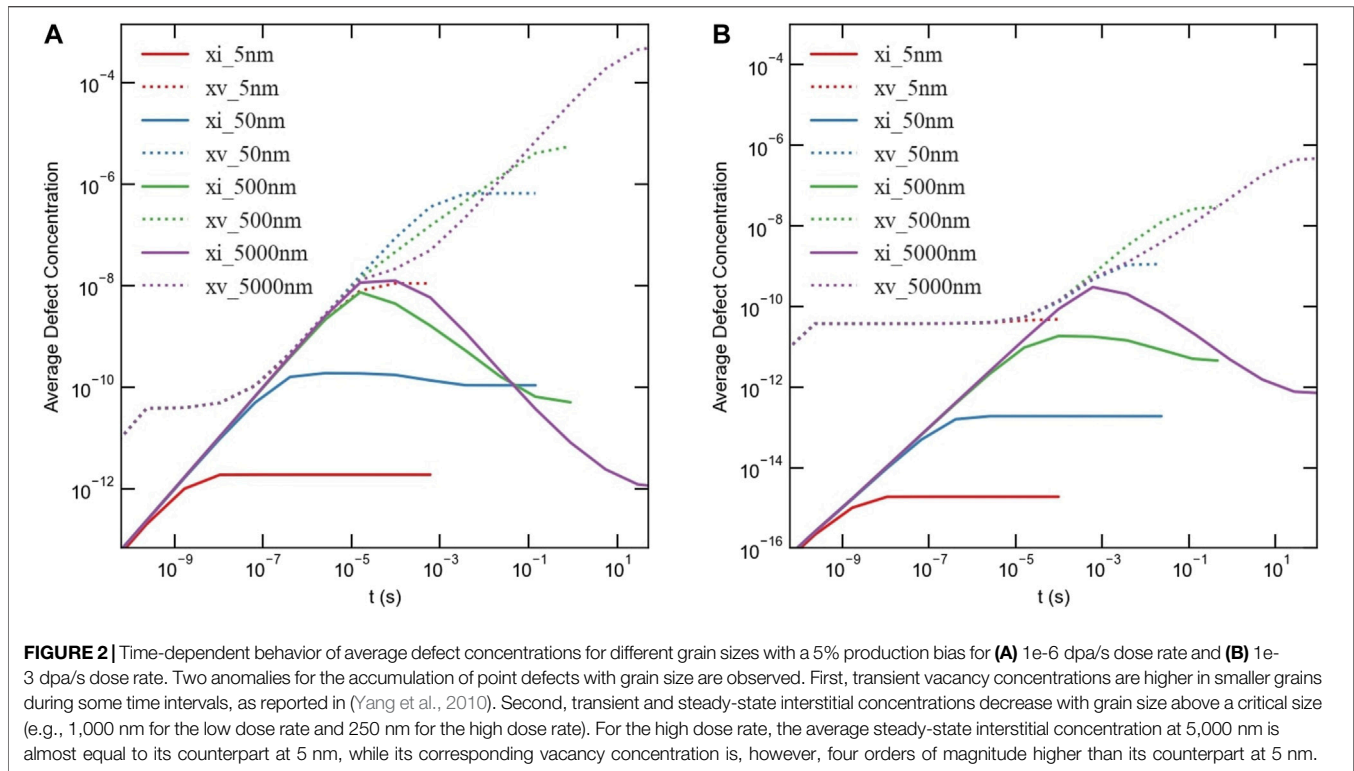 A
xi_5nm
xv_5nm
xi_50nm
xv_50nm
xi_500nm
xv_500nm
xi_5000nm
xv_5000nm
Average Defect Concentration
10⁻⁴
10⁻⁶
10⁻⁸
10⁻¹⁰
10⁻¹²
10⁻⁹
10⁻⁷
10⁻⁵
10⁻³
10⁻¹
10¹
t (s)
B
xi_5nm
xv_5nm
xi_50nm
xv_50nm
xi_500nm
xv_500nm
xi_5000nm
xv_5000nm
Average Defect Concentration
10⁻⁴
10⁻⁶
10⁻⁸
10⁻¹⁰
10⁻¹²
10⁻¹⁴
10⁻¹⁶
10⁻⁹
10⁻⁷
10⁻⁵
10⁻³
10⁻¹
10¹
t (s)
FIGURE 2 | Time-dependent behavior of average defect concentrations for different grain sizes with a 5% production bias for (A) 1e-6 dpa/s dose rate and (B) 1e-
3 dpa/s dose rate. Two anomalies for the accumulation of point defects with grain size are observed. First, transient vacancy concentrations are higher in smaller grains
during some time intervals, as reported in (Yang et al., 2010). Second, transient and steady-state interstitial concentrations decrease with grain size above a critical size
(e.g., 1,000 nm for the low dose rate and 250 nm for the high dose rate). For the high dose rate, the average steady-state interstitial concentration at 5,000 nm is
almost equal to its counterpart at 5 nm, while its corresponding vacancy concentration is, however, four orders of magnitude higher than its counterpart at 5 nm.